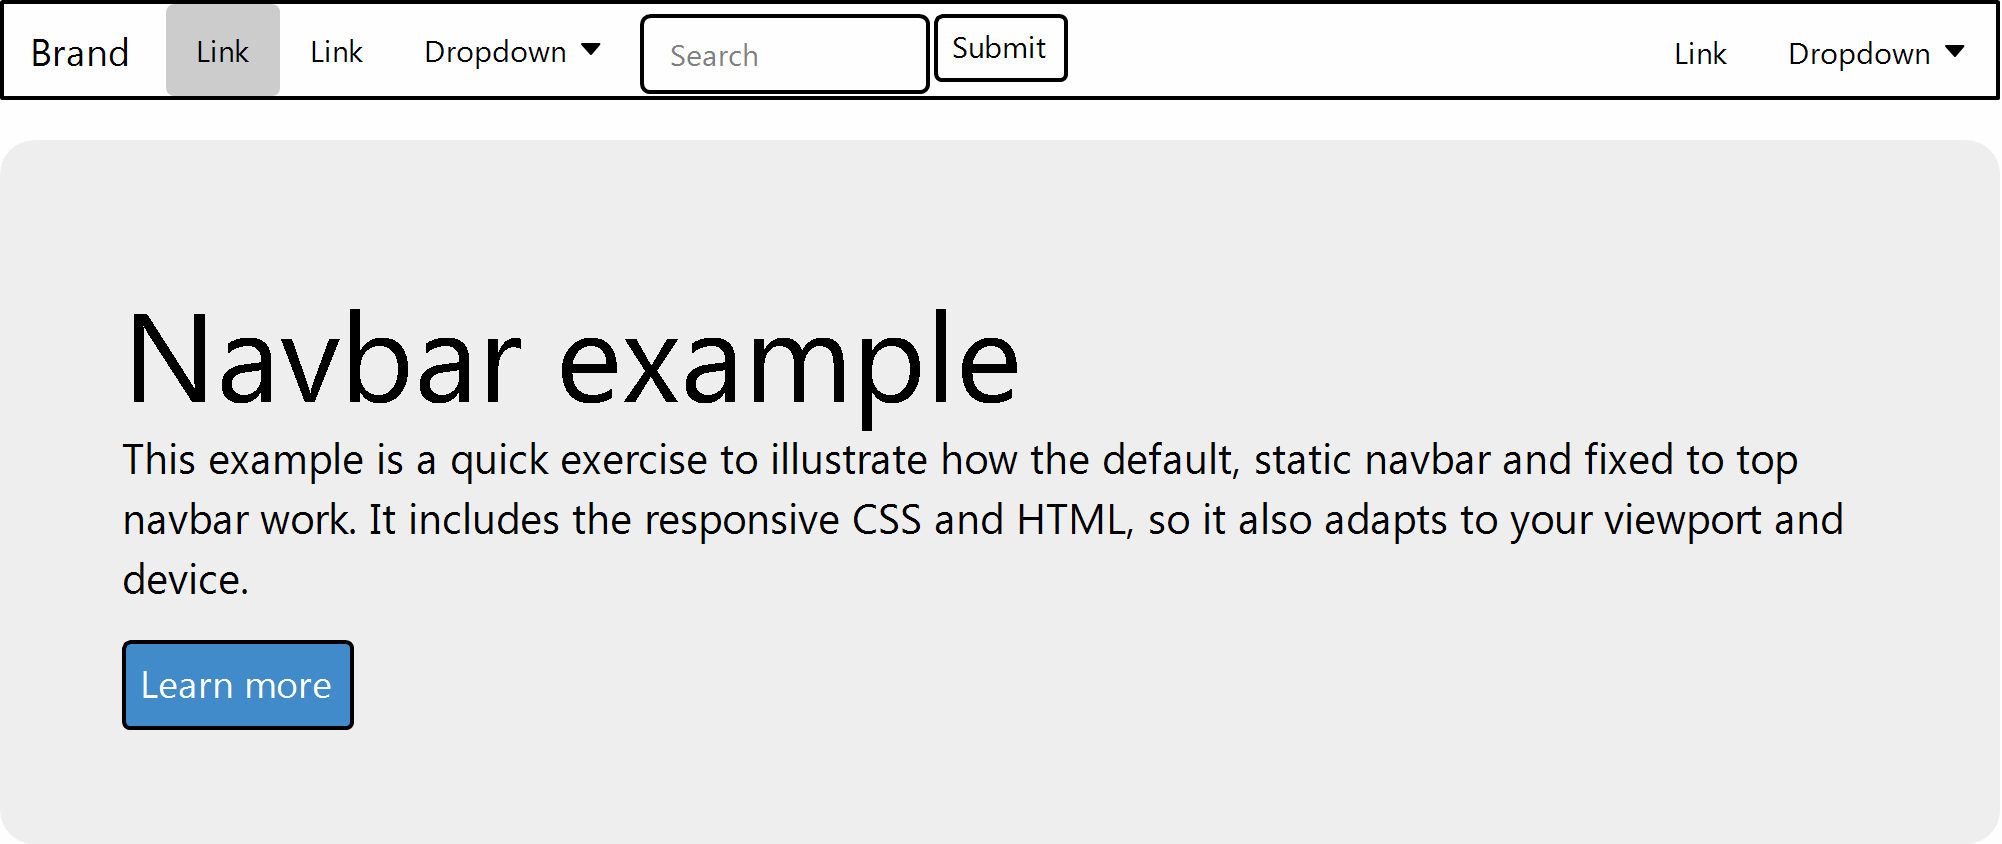 Brand Link Link Dropdown Search Submit Link Dropdown
Navbar example
This example is a quick exercise to illustrate how the default, static navbar and fixed to top
navbar work. It includes the responsive CSS and HTML, so it also adapts to your viewport and
device.
Learn more